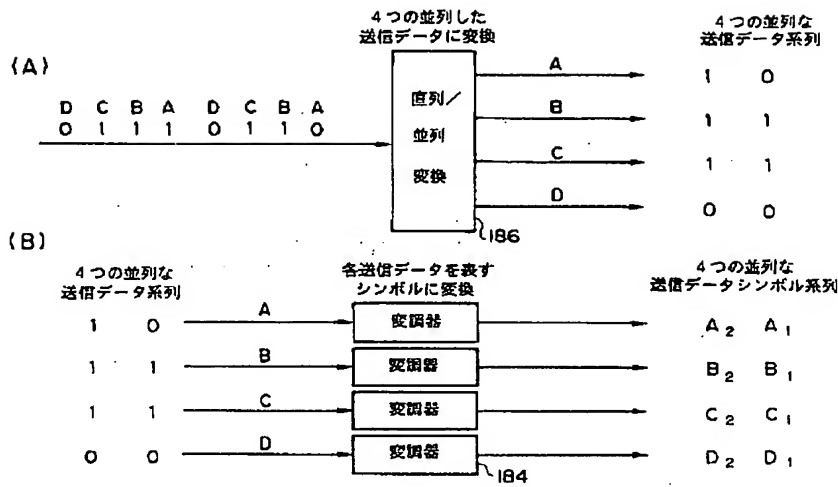 (A)
D C B A D C B A
0 1 1 1 0 1 1 0
4つの並列した
送信データに変換
直列/
並列
変換
186
A
B
C
D
4つの並列な
送信データ系列
1 0
1 1
1 1
0 0
(B)
4つの並列な
送信データ系列
1 0
1 1
1 1
0 0
A
B
C
D
各送信データを表す
シンボルに変換
変調器
変調器
変調器
変調器
184
4つの並列な
送信データシンボル系列
A2 A1
B2 B1
C2 C1
D2 D1